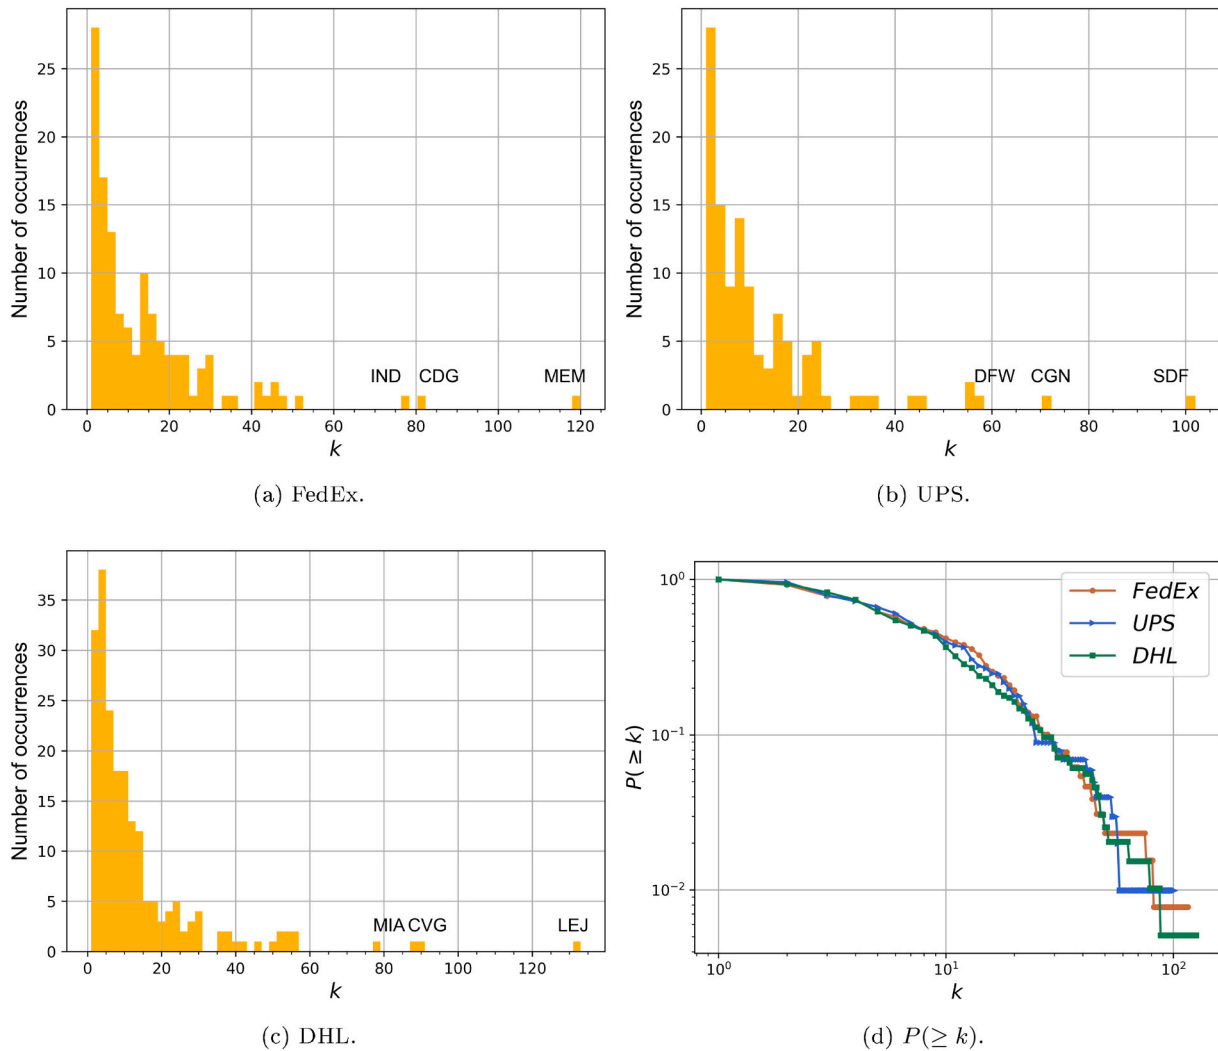 25
20
15
10
5
0
Number of occurrences
IND CDG MEM
0 20 40 60 80 100 120
k
(a) FedEx.
25
20
15
10
5
0
Number of occurrences
DFW CGN SDF
0 20 40 60 80 100
k
(b) UPS.
35
30
25
20
15
10
5
0
Number of occurrences
MIA CVG LEJ
0 20 40 60 80 100 120
k
(c) DHL.
10⁰
10⁻¹
10⁻²
P(≥ k)
FedEx
UPS
DHL
10⁰ 10¹ 10²
k
(d) P(≥ k).